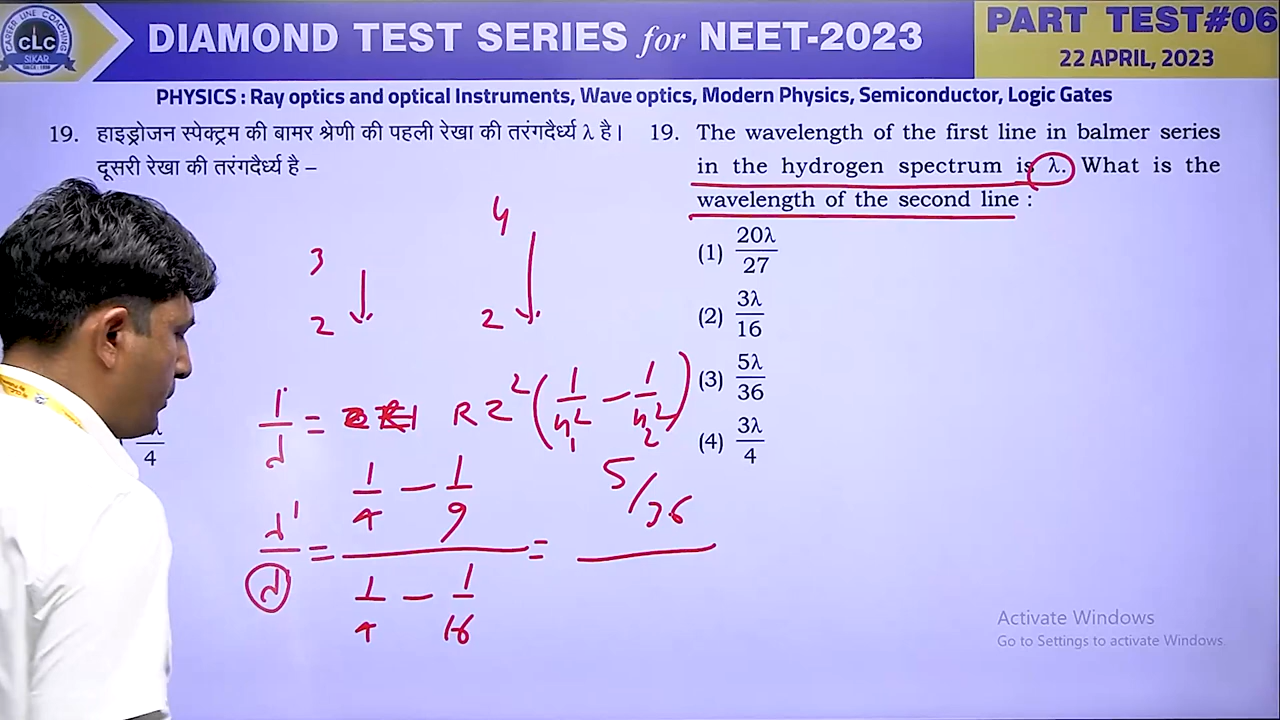 CAREER LINE COACHING
CLC
SIKAR
DIAMOND TEST SERIES for NEET-2023
PART TEST#06
22 APRIL, 2023
PHYSICS : Ray optics and optical Instruments, Wave optics, Modern Physics, Semiconductor, Logic Gates
19. हाइड्रोजन स्पेक्ट्रम की बामर श्रेणी की पहली रेखा की तरंगदैर्ध्य λ है।
दूसरी रेखा की तरंगदैर्ध्य है –
19. The wavelength of the first line in balmer series
in the hydrogen spectrum is λ. What is the
wavelength of the second line :
(1) 20λ/27
(2) 3λ/16
(3) 5λ/36
(4) 3λ/4
λ/4
3
2
4
2
1/λ = R Z² (1/n₁² − 1/n₂²)
λ'/λ = (1/4 − 1/9)/(1/4 − 1/16) = 5/36
Activate Windows
Go to Settings to activate Windows.